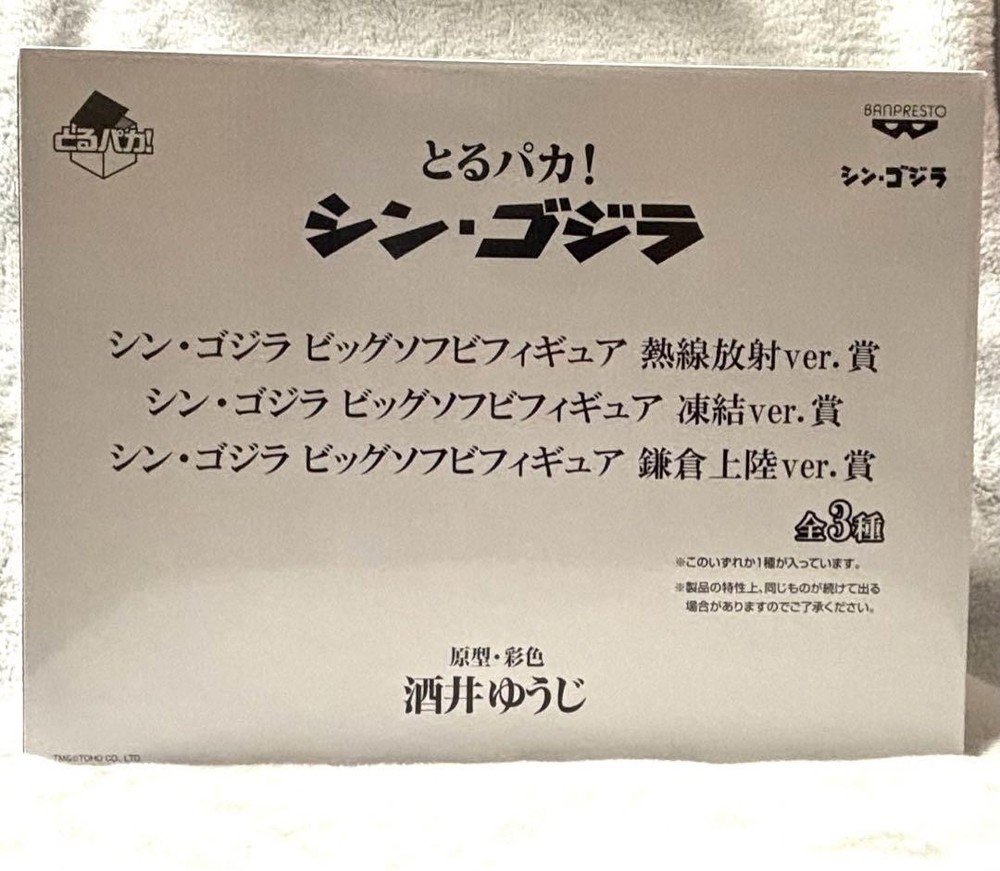 とるパカ!
BANPRESTO
シン・ゴジラ
とるパカ!
シン・ゴジラ
シン・ゴジラ ビッグソフビフィギュア 熱線放射ver.賞
シン・ゴジラ ビッグソフビフィギュア 凍結ver.賞
シン・ゴジラ ビッグソフビフィギュア 鎌倉上陸ver.賞
全3種
※このいずれか1種が入っています。
※製品の特性上、同じものが続けて出る
場合がありますのでご了承ください。
原型・彩色
酒井ゆうじ
TM&©TOHO CO., LTD.